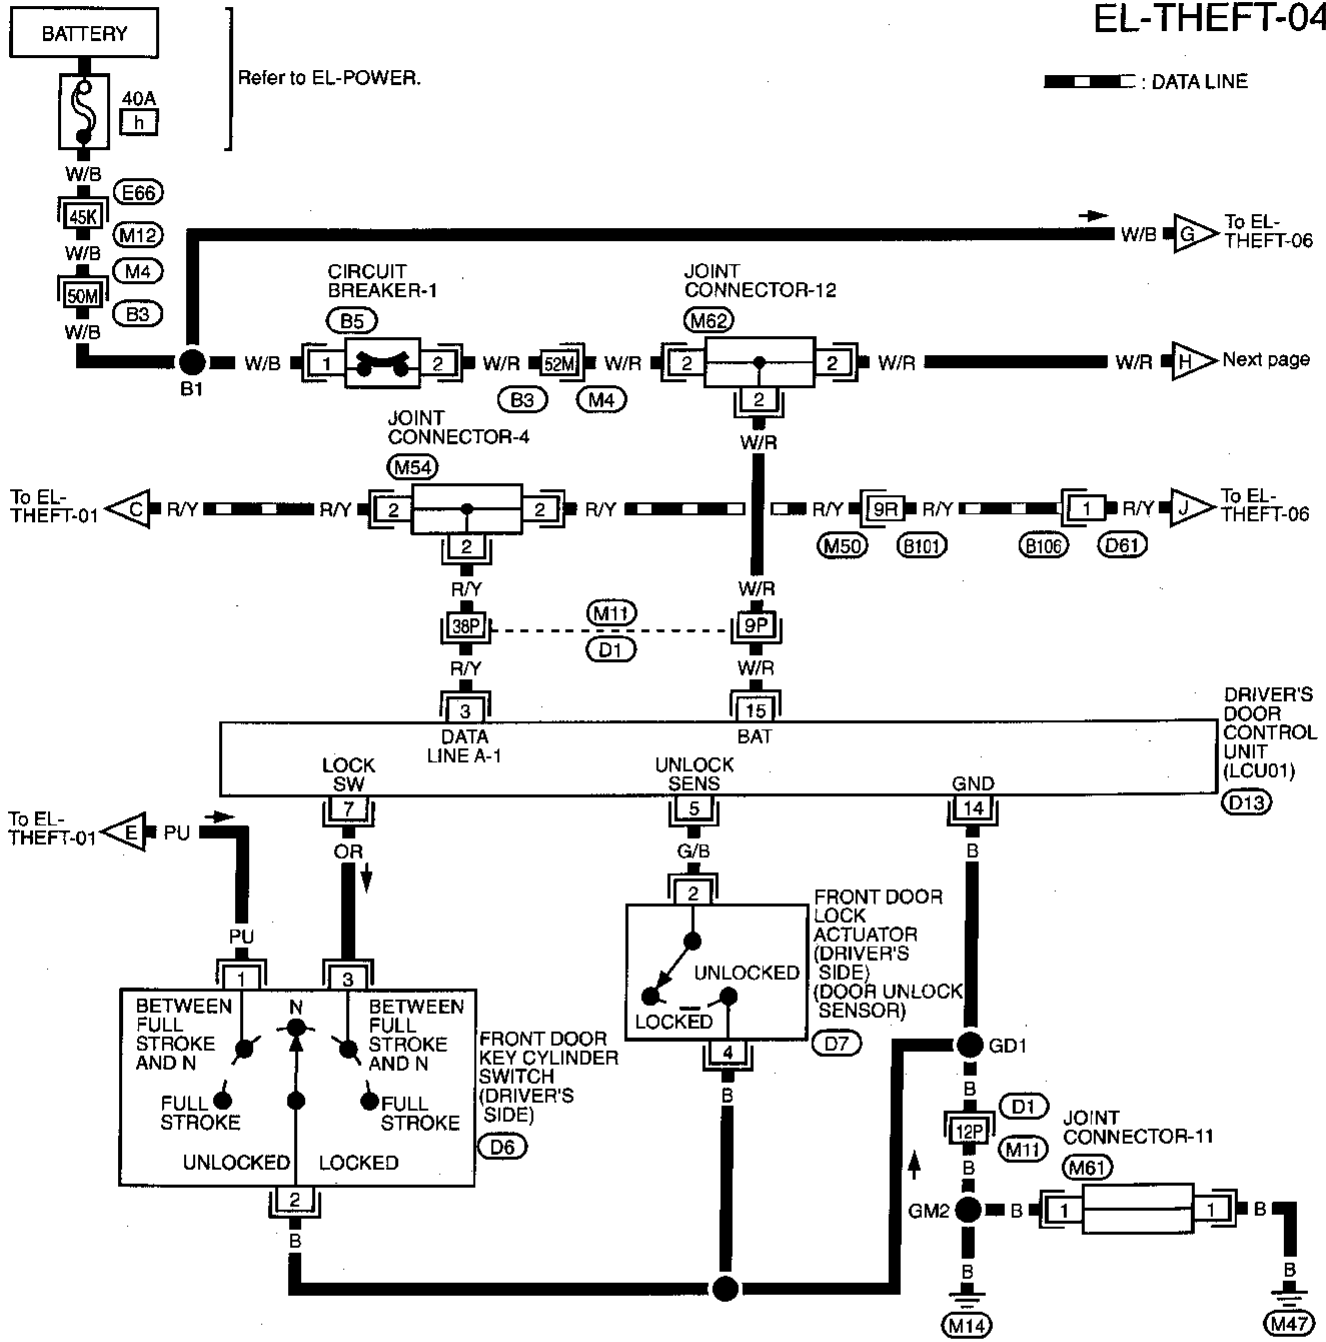 EL-THEFT-04
BATTERY
Refer to EL-POWER.
: DATA LINE
40A
h
W/B
E66
45K
M12
W/B
M4
50M
B3
W/B
W/B
G
To EL-
THEFT-06
CIRCUIT
BREAKER-1
B5
JOINT
CONNECTOR-12
M62
B1
W/B
1
2
W/R
52M
W/R
2
2
W/R
W/R
H
Next page
B3
M4
2
W/R
JOINT
CONNECTOR-4
M54
To EL-
THEFT-01
C
R/Y
R/Y
2
2
R/Y
R/Y
9R
R/Y
1
R/Y
J
To EL-
THEFT-06
M50
B101
B106
D61
2
R/Y
W/R
38P
M11
D1
9P
R/Y
W/R
3
15
DATA
LINE A-1
BAT
DRIVER'S
DOOR
CONTROL
UNIT
(LCU01)
D13
LOCK
SW
UNLOCK
SENS
GND
7
5
14
To EL-
THEFT-01
E
PU
OR
G/B
B
2
FRONT DOOR
LOCK
ACTUATOR
(DRIVER'S
SIDE)
(DOOR UNLOCK
SENSOR)
D7
UNLOCKED
LOCKED
4
B
PU
1
3
BETWEEN
FULL
STROKE
AND N
N
BETWEEN
FULL
STROKE
AND N
FULL
STROKE
FULL
STROKE
UNLOCKED
LOCKED
FRONT DOOR
KEY CYLINDER
SWITCH
(DRIVER'S
SIDE)
D6
2
B
GD1
B
D1
12P
M11
B
JOINT
CONNECTOR-11
M61
GM2
B
1
1
B
B
B
M14
M47